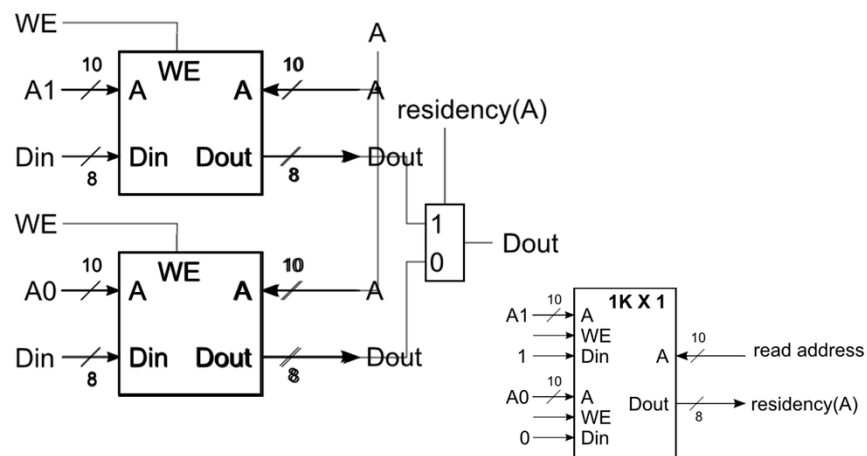 WE
10 WE 10
A1 A A A
A
residency(A)
Din Din Dout Dout
8 8
1
0
Dout
WE
10 WE 10
A0 A A A
Din Din Dout Dout
8 8
1K X 1
A1 10 A
WE
1 Din
A 10 read address
A0 10 A
WE
0 Din
Dout 8 residency(A)